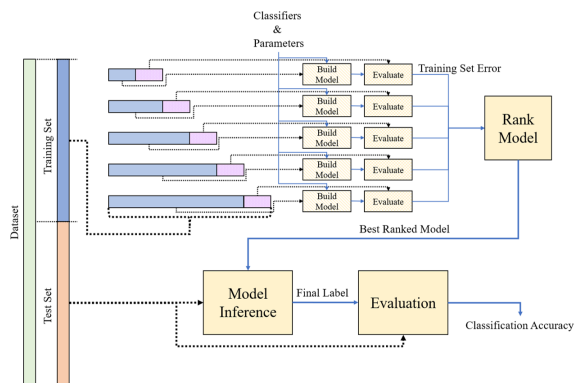 Classifiers
&
Parameters
Build
Model
Evaluate
Training Set Error
Build
Model
Evaluate
Build
Model
Evaluate
Build
Model
Evaluate
Build
Model
Evaluate
Rank
Model
Dataset
Training Set
Test Set
Best Ranked Model
Model
Inference
Final Label
Evaluation
Classification Accuracy